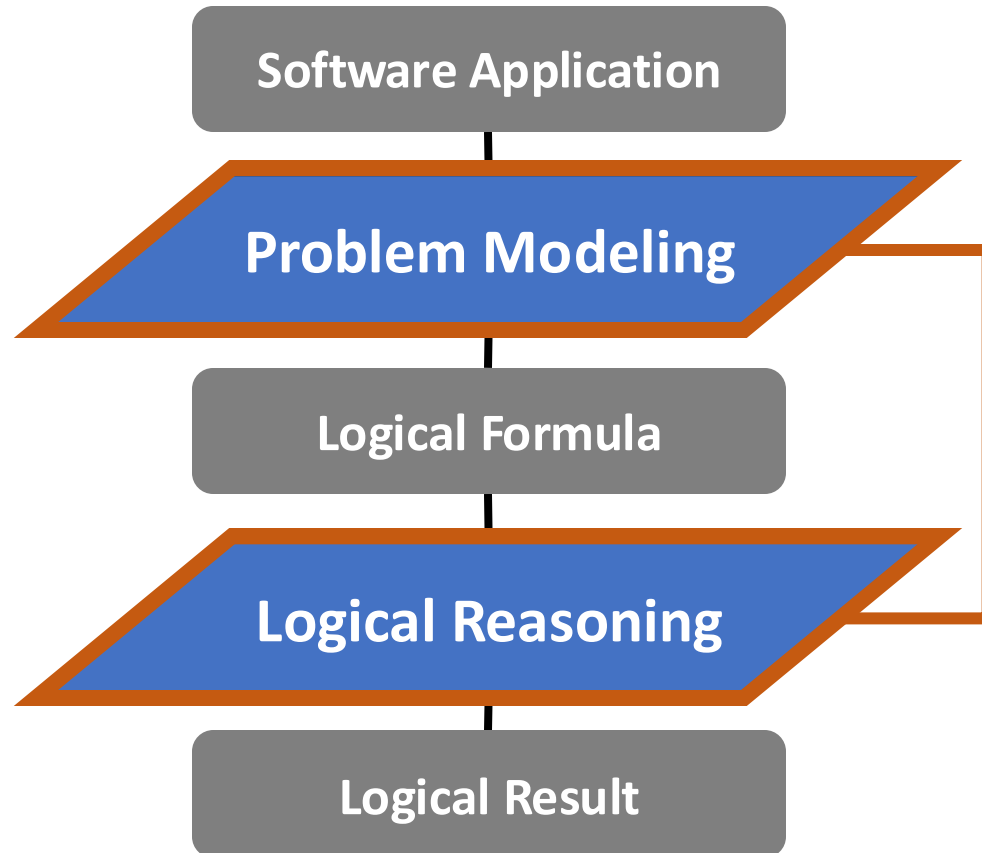 Software Application
Problem Modeling
Logical Formula
Logical Reasoning
Logical Result